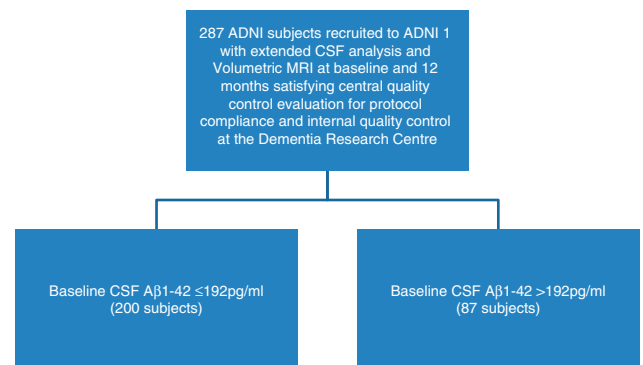 287 ADNI subjects recruited to ADNI 1
with extended CSF analysis and
Volumetric MRI at baseline and 12
months satisfying central quality
control evaluation for protocol
compliance and internal quality control
at the Dementia Research Centre
Baseline CSF Aβ1-42 ≤192pg/ml
(200 subjects)
Baseline CSF Aβ1-42 >192pg/ml
(87 subjects)